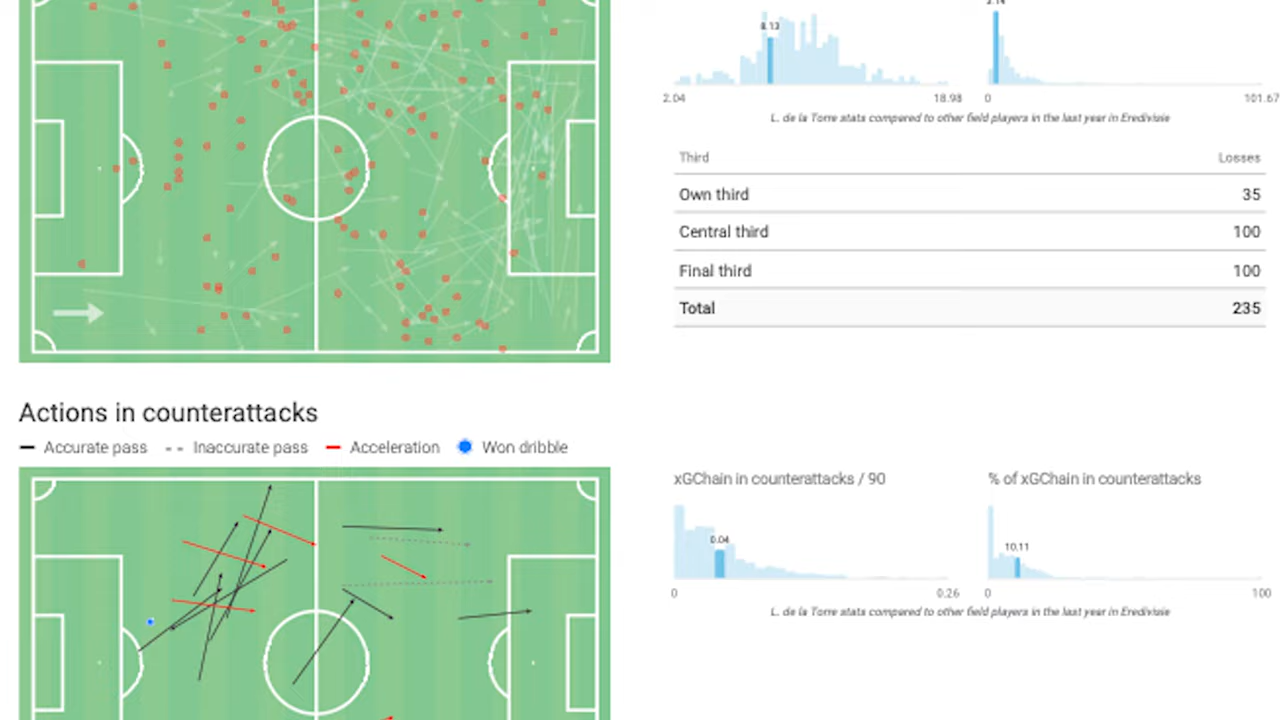 8.13
2.14
2.04
18.98
0
101.67
L. de la Torre stats compared to other field players in the last year in Eredivisie
Third Losses
Own third 35
Central third 100
Final third 100
Total 235
Actions in counterattacks
Accurate pass Inaccurate pass Acceleration Won dribble
xGChain in counterattacks / 90
% of xGChain in counterattacks
0.04
10.11
0
0.26
0
100
L. de la Torre stats compared to other field players in the last year in Eredivisie